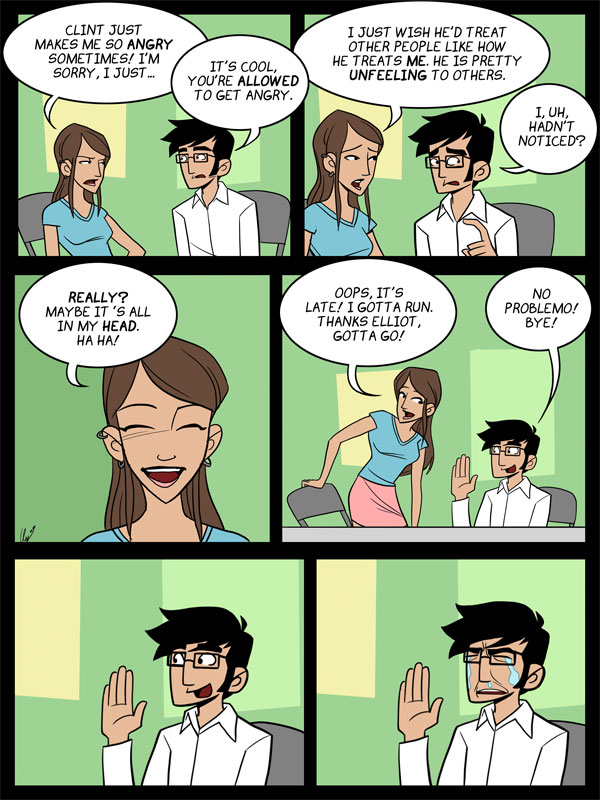 CLINT JUST
MAKES ME SO ANGRY
SOMETIMES! I'M
SORRY, I JUST...
IT'S COOL,
YOU'RE ALLOWED
TO GET ANGRY.
I JUST WISH HE'D TREAT
OTHER PEOPLE LIKE HOW
HE TREATS ME. HE IS PRETTY
UNFEELING TO OTHERS.
I, UH,
HADN'T
NOTICED?
REALLY?
MAYBE IT 'S ALL
IN MY HEAD.
HA HA!
OOPS, IT'S
LATE! I GOTTA RUN.
THANKS ELLIOT,
GOTTA GO!
NO
PROBLEMO!
BYE!